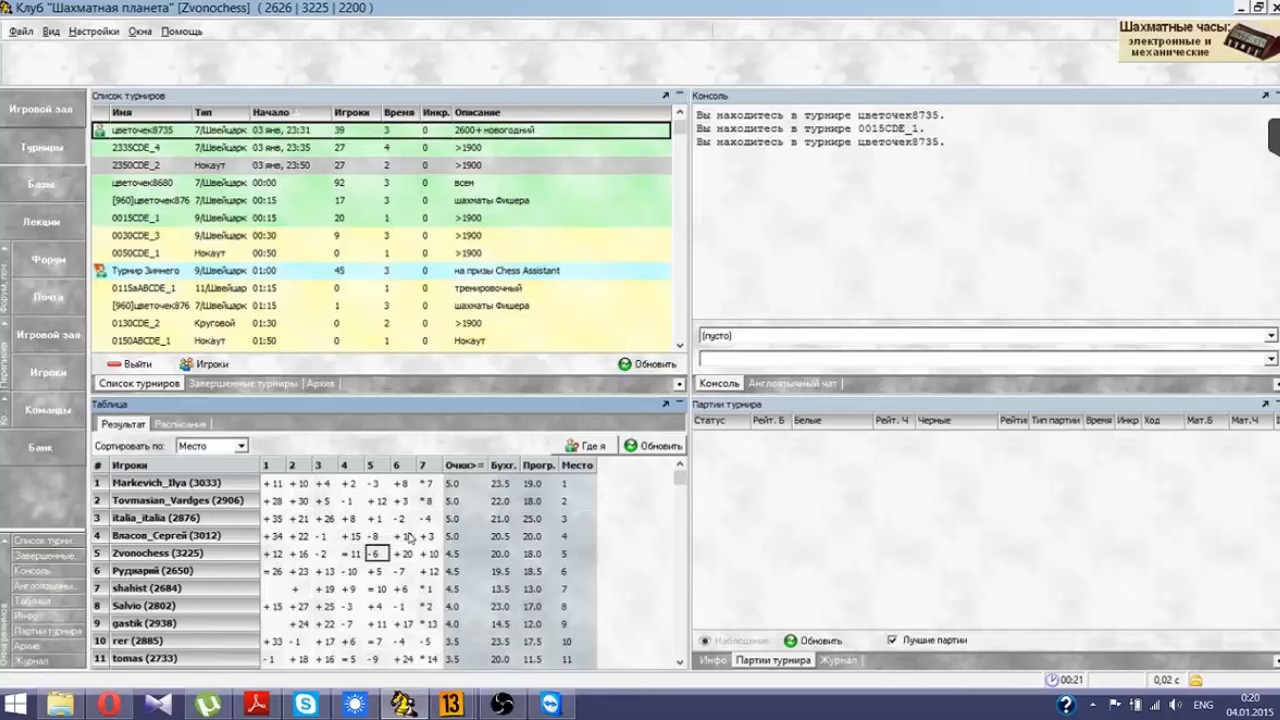 Клуб "Шахматная планета" [Zvonochess] ( 2626 | 3225 | 2200 )
Файл Вид Настройки Окна Помощь
Шахматные часы:
электронные и
механические
Игровой зал
Турниры
Базы
Лекции
Форум
Почта
Игровой зал
Игроки
Команды
Банк
Список турниров
Имя Тип Начало Игроки Время Инкр. Описание
цветочек8735 7/Швейцарк 03 янв, 23:31 39 3 0 2600+ новогодний
2335CDE_4 7/Швейцарк 03 янв, 23:35 27 4 0 >1900
2350CDE_2 Нокаут 03 янв, 23:50 27 2 0 >1900
цветочек8680 7/Швейцарк 00:00 92 3 0 всем
[960]цветочек876 7/Швейцарк 00:15 17 3 0 шахматы Фишера
0015CDE_1 9/Швейцарк 00:15 20 1 0 >1900
0030CDE_3 9/Швейцарк 00:30 9 3 0 >1900
0050CDE_1 Нокаут 00:50 0 1 0 >1900
Турнир Зимнего 9/Швейцарк 01:00 45 3 0 на призы Chess Assistant
0115aABCDE_1 11/Швейцар 01:15 0 1 0 тренировочный
[960]цветочек876 7/Швейцарк 01:15 1 3 0 шахматы Фишера
0130CDE_2 Круговой 01:30 0 2 0 >1900
0150ABCDE_1 Нокаут 01:50 0 1 0 Нокаут
Выйти Игроки Обновить
Список турниров Завершенные турниры Архив
Консоль
Вы находитесь в турнире цветочек8735.
Вы находитесь в турнире 0015CDE_1.
Вы находитесь в турнире цветочек8735.
(пусто)
Консоль Англоязычный чат
Таблица
Результат Расписание
Сортировать по: Место Где я Обновить
# Игроки 1 2 3 4 5 6 7 Очки>= Бухг. Прогр. Место
1 Markevich_Ilya (3033) + 11 + 10 + 4 + 2 - 3 + 8 * 7 5.0 23.5 19.0 1
2 Tovmasian_Vardges (2906) + 28 + 30 + 5 - 1 + 12 + 3 * 8 5.0 22.0 18.0 2
3 italia_italia (2876) + 35 + 21 + 26 + 8 + 1 - 2 - 4 5.0 21.0 25.0 3
4 Власов_Сергей (3012) + 34 + 22 - 1 + 15 - 8 + 3 5.0 20.5 20.0 4
5 Zvonochess (3225) + 12 + 16 - 2 = 11 - 6 + 20 + 10 4.5 20.0 18.0 5
6 Рудиарий (2650) = 26 + 23 + 13 - 10 + 5 - 7 + 12 4.5 19.5 18.5 6
7 shahist (2684) + + 19 + 9 = 10 + 6 * 1 4.5 13.5 13.0 7
8 Salvio (2802) + 15 + 27 + 25 - 3 + 4 - 1 * 2 4.0 23.0 17.0 8
9 gastik (2938) + 24 + 22 - 7 + 11 + 17 * 13 4.0 14.5 12.0 9
10 rer (2885) + 33 - 1 + 17 + 6 = 7 - 4 - 5 3.5 23.5 17.5 10
11 tomas (2733) - 1 + 18 + 16 = 5 - 9 + 24 * 14 3.5 20.0 11.5 11
Партии турнира
Статус Рейт. Б Белые Рейт. Ч Черные Рейти Тип партии Время Инкр Ход Мат.Б Мат.Ч
Наблюдение Обновить Лучшие партии
Инфо Партии турнира Журнал
Список турни
Завершенные...
Консоль
Англоязычны...
Таблица
Инфо
Партии турнира
Архив
Журнал
00:21 0,02 с
13
ENG
0:20
04.01.2015